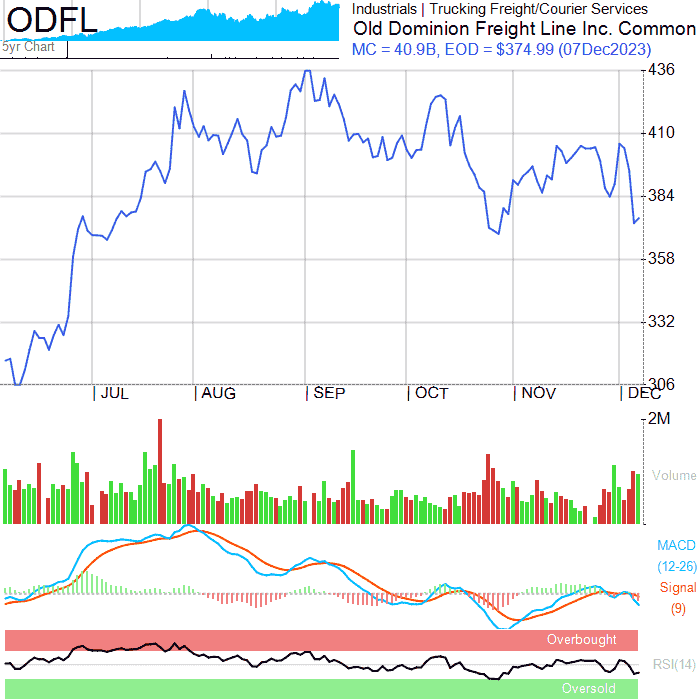 ODFL
5yr Chart
Industrials | Trucking Freight/Courier Services
Old Dominion Freight Line Inc. Common
MC = 40.9B, EOD = $374.99 (07Dec2023)
436
410
384
358
332
306
JUL AUG SEP OCT NOV DEC
2M
Volume
MACD
(12-26)
Signal
(9)
Overbought
RSI(14)
Oversold